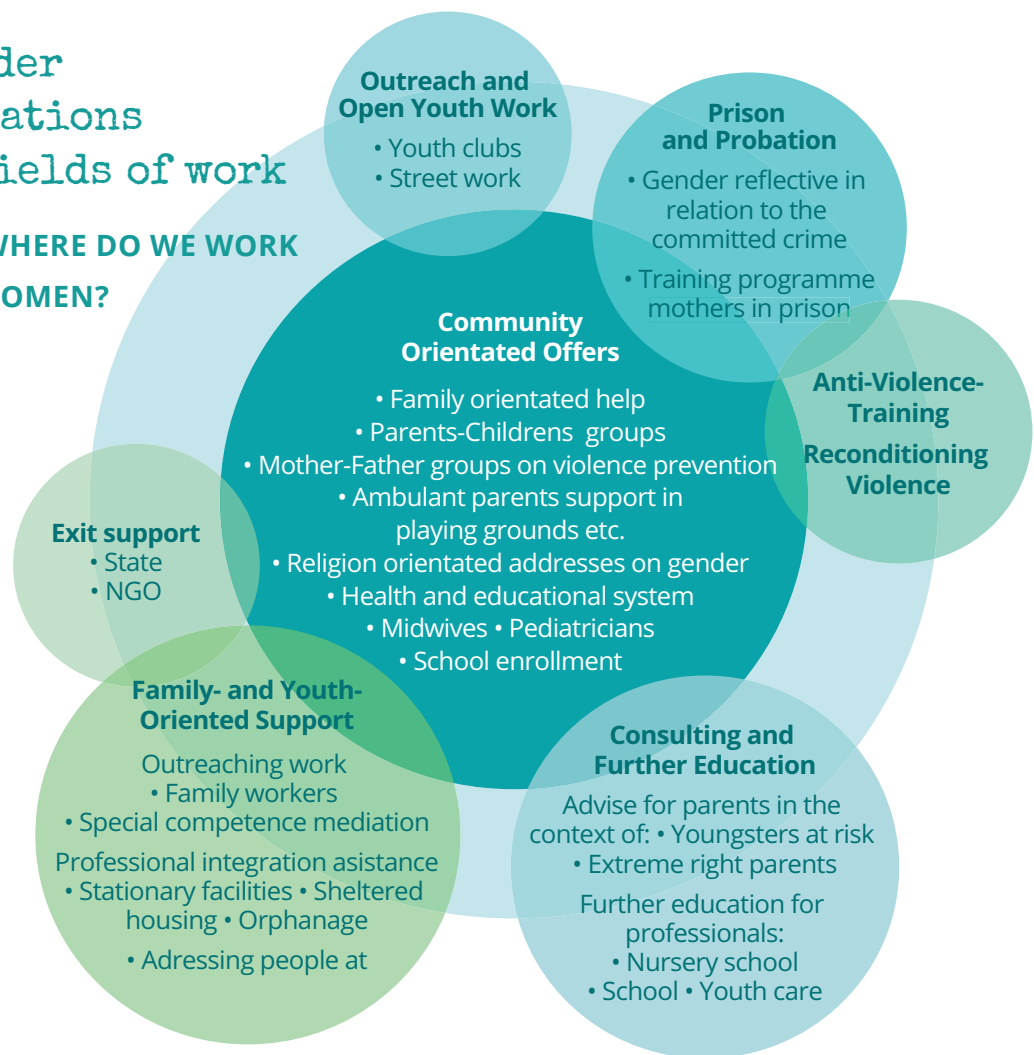 der
ations
ields of work
WHERE DO WE WORK
OMEN?
Outreach and
Open Youth Work
• Youth clubs
• Street work
Prison
and Probation
• Gender reflective in
relation to the
committed crime
• Training programme
mothers in prison
Community
Orientated Offers
• Family orientated help
• Parents-Childrens groups
• Mother-Father groups on violence prevention
• Ambulant parents support in
playing grounds etc.
• Religion orientated addresses on gender
• Health and educational system
• Midwives • Pediatricians
• School enrollment
Anti-Violence-
Training
Reconditioning
Violence
Exit support
• State
• NGO
Family- and Youth-
Oriented Support
Outreaching work
• Family workers
• Special competence mediation
Professional integration asistance
• Stationary facilities • Sheltered
housing • Orphanage
• Adressing people at
Consulting and
Further Education
Advise for parents in the
context of: • Youngsters at risk
• Extreme right parents
Further education for
professionals:
• Nursery school
• School • Youth care